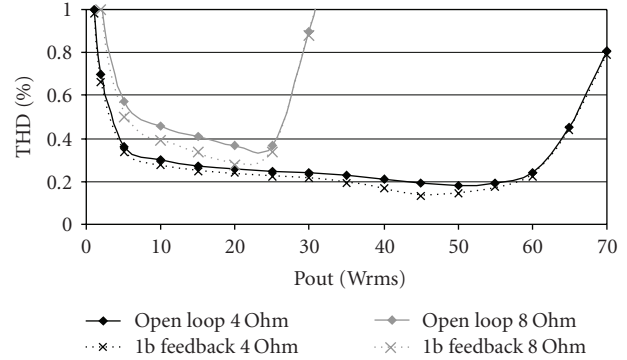 1
0.8
0.6
0.4
0.2
0
THD (%)
0 10 20 30 40 50 60 70
Pout (Wrms)
Open loop 4 Ohm Open loop 8 Ohm
1b feedback 4 Ohm 1b feedback 8 Ohm